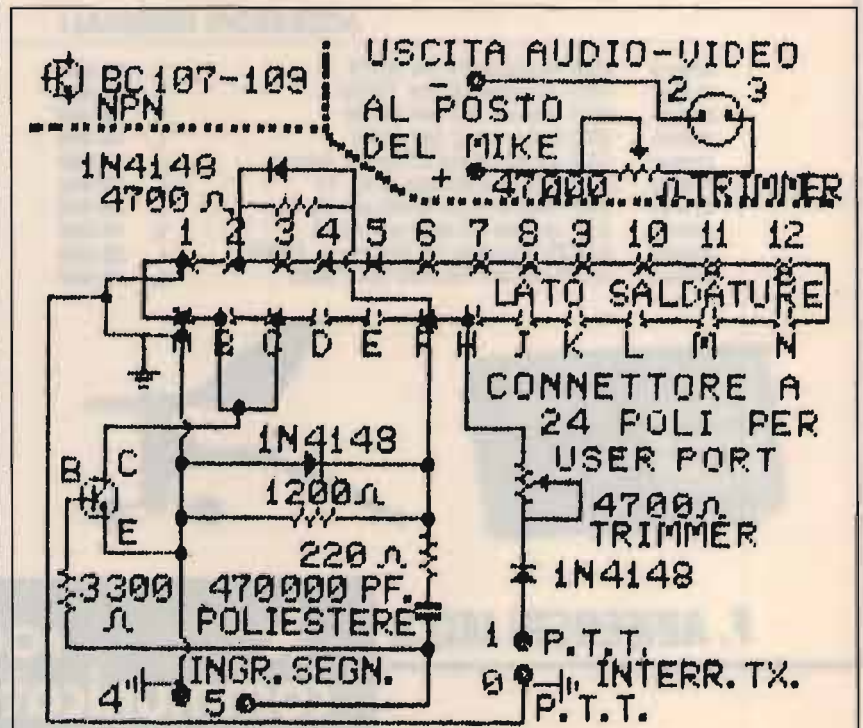 USCITA AUDIO-VIDEO
BC107-109
NPN
- 2 3
AL POSTO
DEL MIKE
+ 47000 Ω TRIMMER
1N4148
4700 Ω
1 2 3 4 5 6 7 8 9 10 11 12
LATO SALDATURE
A B C D E F H J K L M N
CONNETTORE A
24 POLI PER
USER PORT
1N4148
B C
E
1200Ω
4700Ω
TRIMMER
220 Ω
3300
Ω
470000 PF.
POLIESTERE
1N4148
1 P.T.T.
INGR. SEGN.
0 INTERR. TX.
4 5
P.T.T.